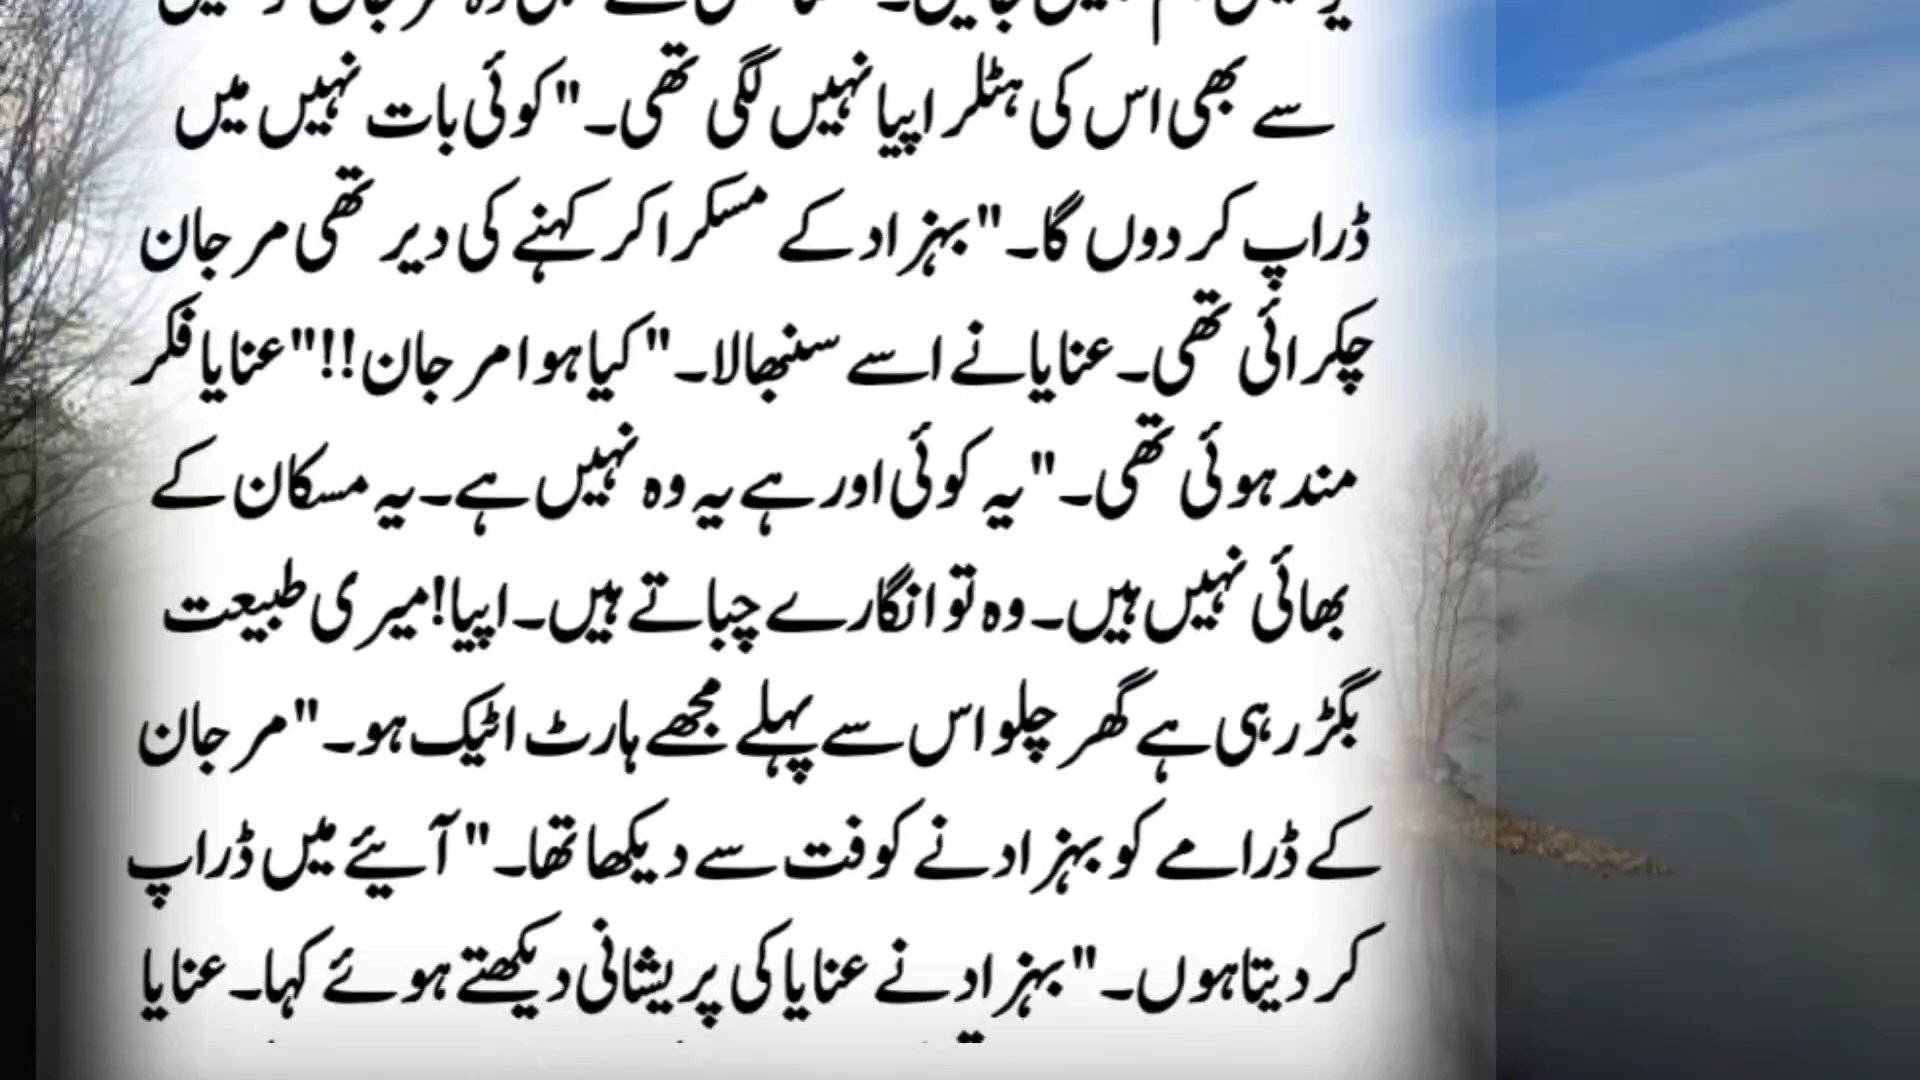 سے بھی اس کی ہٹلر اپیا نہیں لگی تھی۔"کوئی بات نہیں میں
ڈراپ کر دوں گا۔"بہزاد کے مسکرا کر کہنے کی دیر تھی مرجان
چکرائی تھی۔عنایا نے اسے سنبھالا۔"کیا ہوا مرجان!!"عنایا فکر
مند ہوئی تھی۔"یہ کوئی اور ہے یہ وہ نہیں ہے۔یہ مسکان کے
بھائی نہیں ہیں۔وہ تو انگارے چباتے ہیں۔اپیا!میری طبیعت
بگڑ رہی ہے گھر چلو اس سے پہلے مجھے ہارٹ اٹیک ہو۔"مرجان
کے ڈرامے کو بہزاد نے کوفت سے دیکھا تھا۔"آیئے میں ڈراپ
کر دیتا ہوں۔"بہزاد نے عنایا کی پریشانی دیکھتے ہوئے کہا۔عنایا